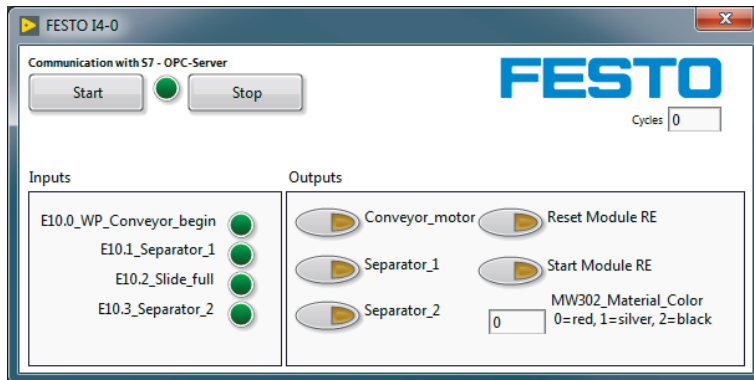 FESTO I4-0
Communication with S7 - OPC-Server
Start
Stop
FESTO
Cycles 0
Inputs
E10.0_WP_Conveyor_begin
E10.1_Separator_1
E10.2_Slide_full
E10.3_Separator_2
Outputs
Conveyor_motor
Reset Module RE
Separator_1
Start Module RE
Separator_2
0
MW302_Material_Color
0=red, 1=silver, 2=black